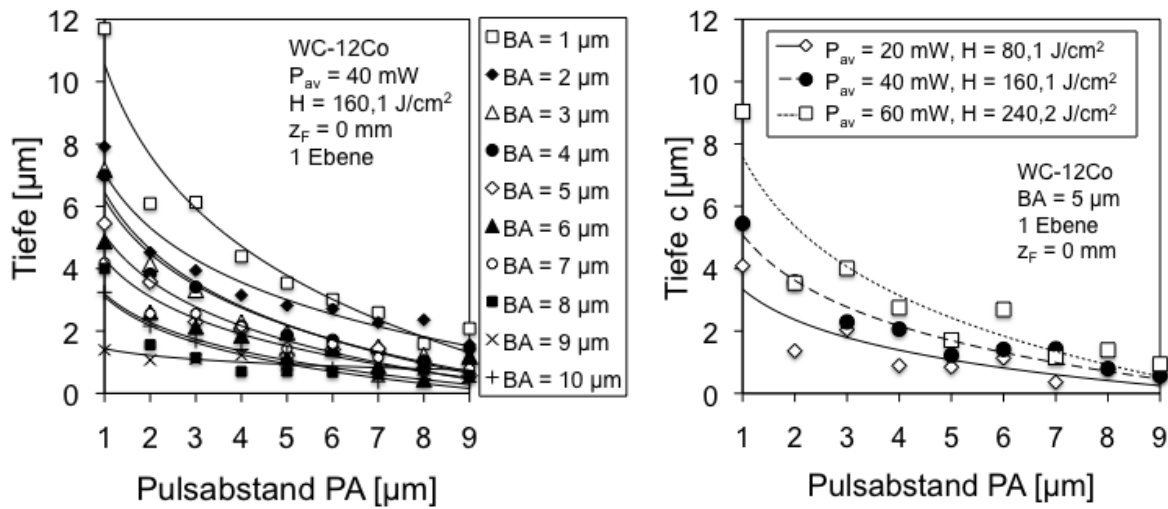 12
10
8
6
4
2
0
Tiefe [µm]
1 2 3 4 5 6 7 8 9
Pulsabstand PA [µm]
WC-12Co
Pav = 40 mW
H = 160,1 J/cm²
zF = 0 mm
1 Ebene
BA = 1 µm
BA = 2 µm
BA = 3 µm
BA = 4 µm
BA = 5 µm
BA = 6 µm
BA = 7 µm
BA = 8 µm
BA = 9 µm
BA = 10 µm
12
10
8
6
4
2
0
Tiefe c [µm]
1 2 3 4 5 6 7 8 9
Pulsabstand PA [µm]
Pav = 20 mW, H = 80,1 J/cm²
Pav = 40 mW, H = 160,1 J/cm²
Pav = 60 mW, H = 240,2 J/cm²
WC-12Co
BA = 5 µm
1 Ebene
zF = 0 mm